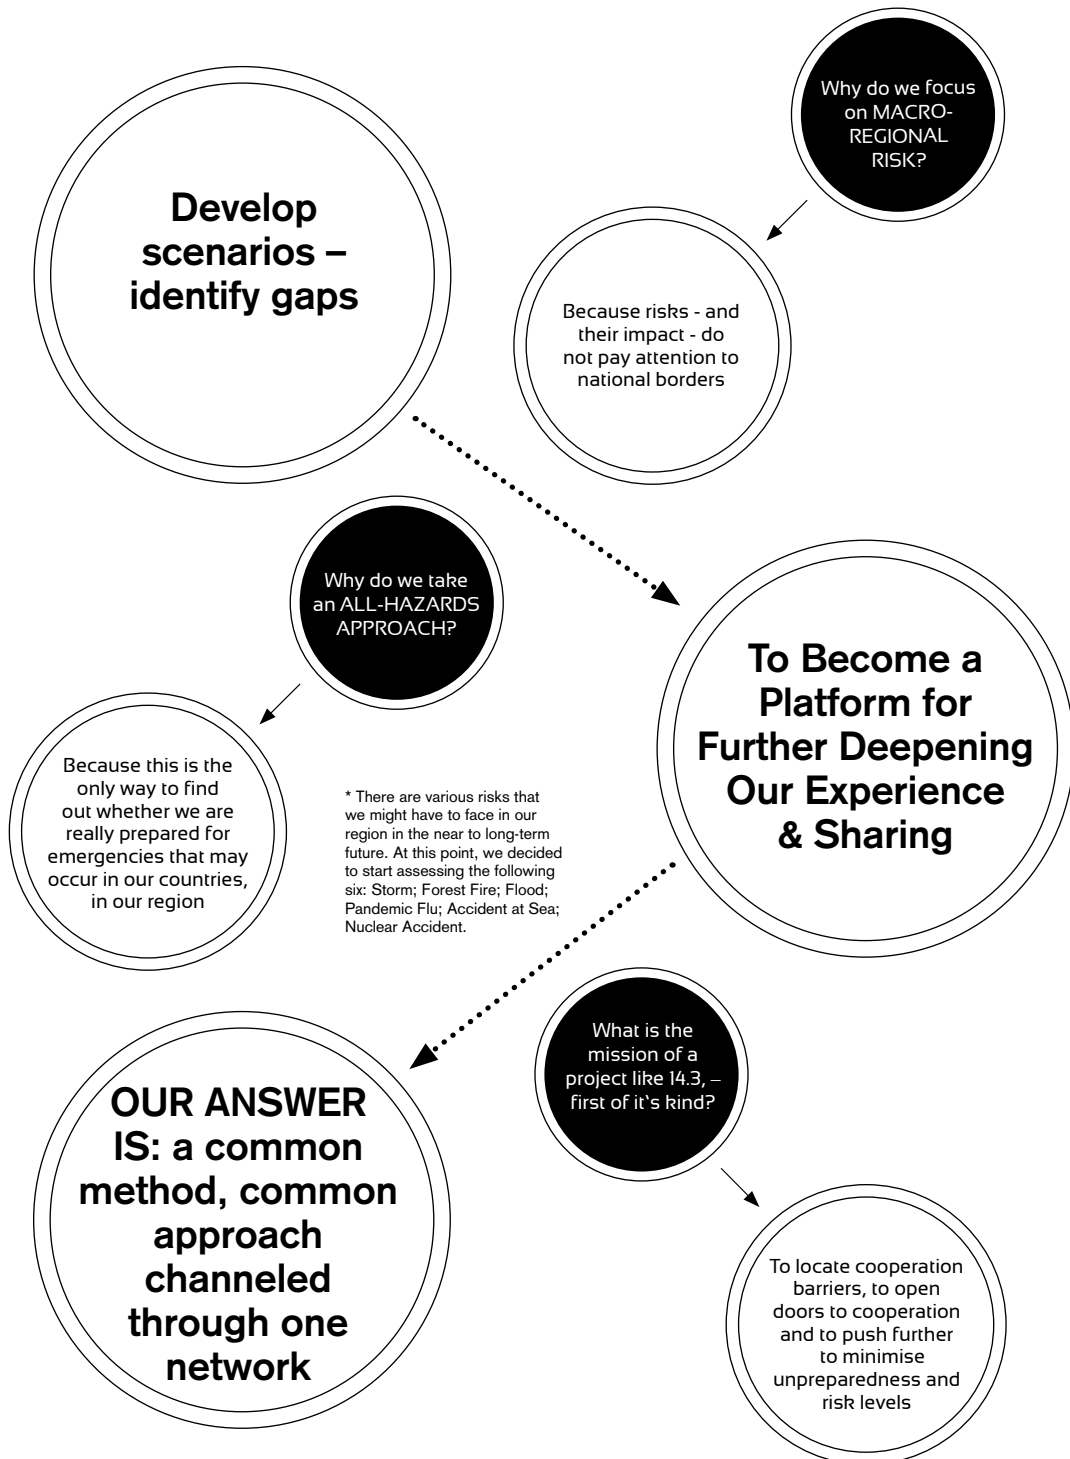 Why do we focus
on MACRO-
REGIONAL
RISK?
Develop
scenarios –
identify gaps
Because risks - and
their impact - do
not pay attention to
national borders
Why do we take
an ALL-HAZARDS
APPROACH?
To Become a
Platform for
Further Deepening
Our Experience
& Sharing
Because this is the
only way to find
out whether we are
really prepared for
emergencies that may
occur in our countries,
in our region
* There are various risks that
we might have to face in our
region in the near to long-term
future. At this point, we decided
to start assessing the following
six: Storm; Forest Fire; Flood;
Pandemic Flu; Accident at Sea;
Nuclear Accident.
What is the
mission of a
project like 14.3, –
first of it‘s kind?
OUR ANSWER
IS: a common
method, common
approach
channeled
through one
network
To locate cooperation
barriers, to open
doors to cooperation
and to push further
to minimise
unpreparedness and
risk levels